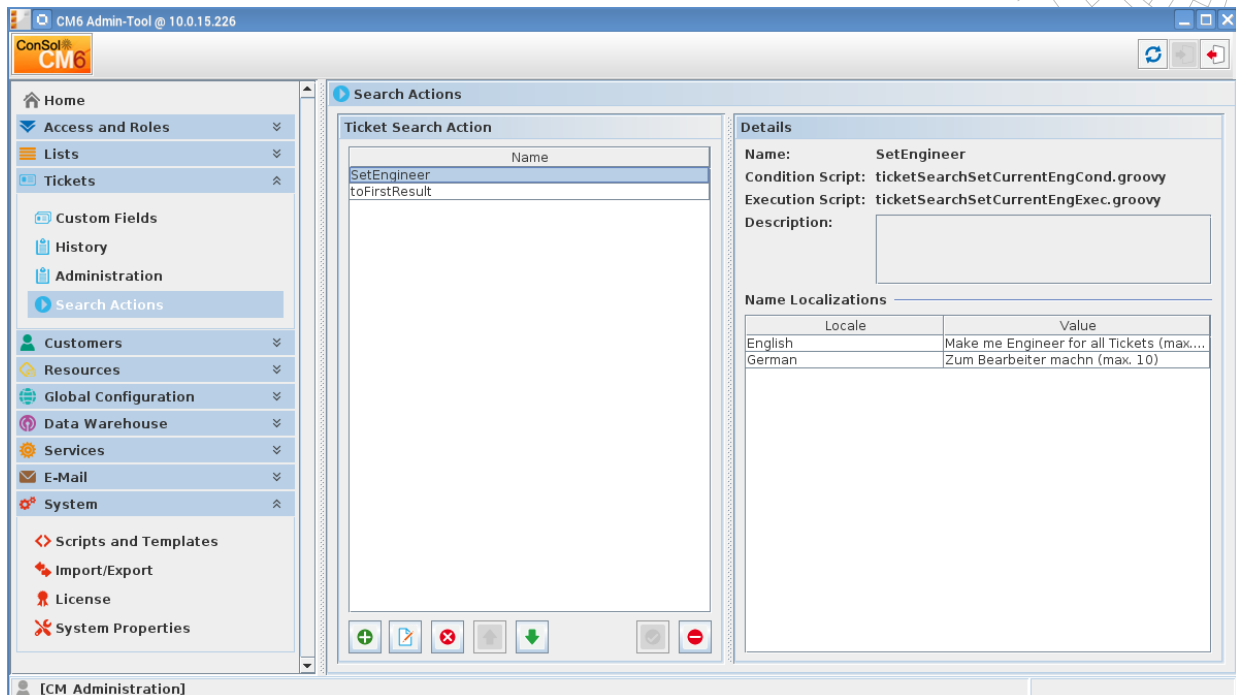 CM6 Admin-Tool @ 10.0.15.226
ConSol
CM6
Home
Access and Roles
Lists
Tickets
Custom Fields
History
Administration
Search Actions
Customers
Resources
Global Configuration
Data Warehouse
Services
E-Mail
System
Scripts and Templates
Import/Export
License
System Properties
Search Actions
Ticket Search Action
Name
SetEngineer
toFirstResult
Details
Name: SetEngineer
Condition Script: ticketSearchSetCurrentEngCond.groovy
Execution Script: ticketSearchSetCurrentEngExec.groovy
Description:
Name Localizations
Locale Value
English Make me Engineer for all Tickets (max....
German Zum Bearbeiter machn (max. 10)
[CM Administration]